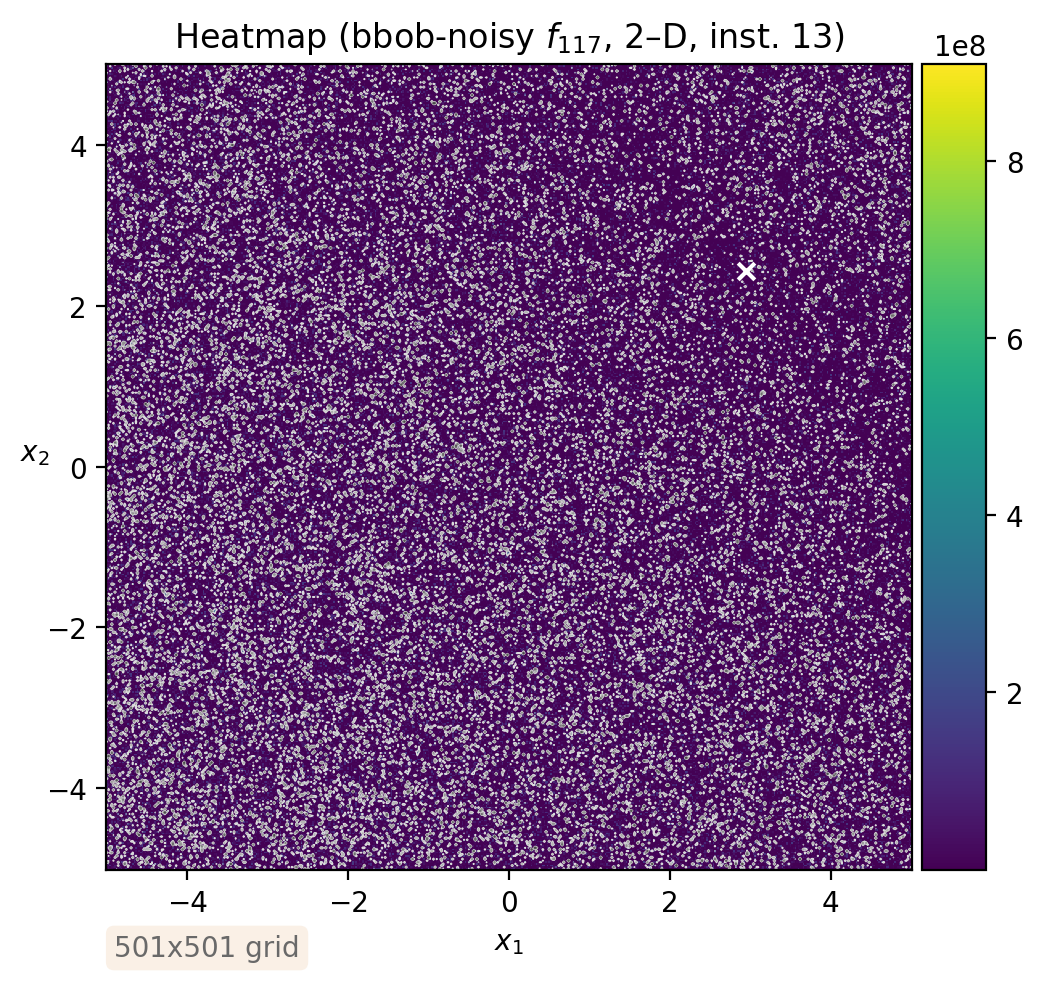 Heatmap (bbob-noisy f₁₁₇, 2–D, inst. 13)
1e8
8
6
4
2
4
2
0
−2
−4
x₂
−4 −2 0 2 4
x₁
501x501 grid